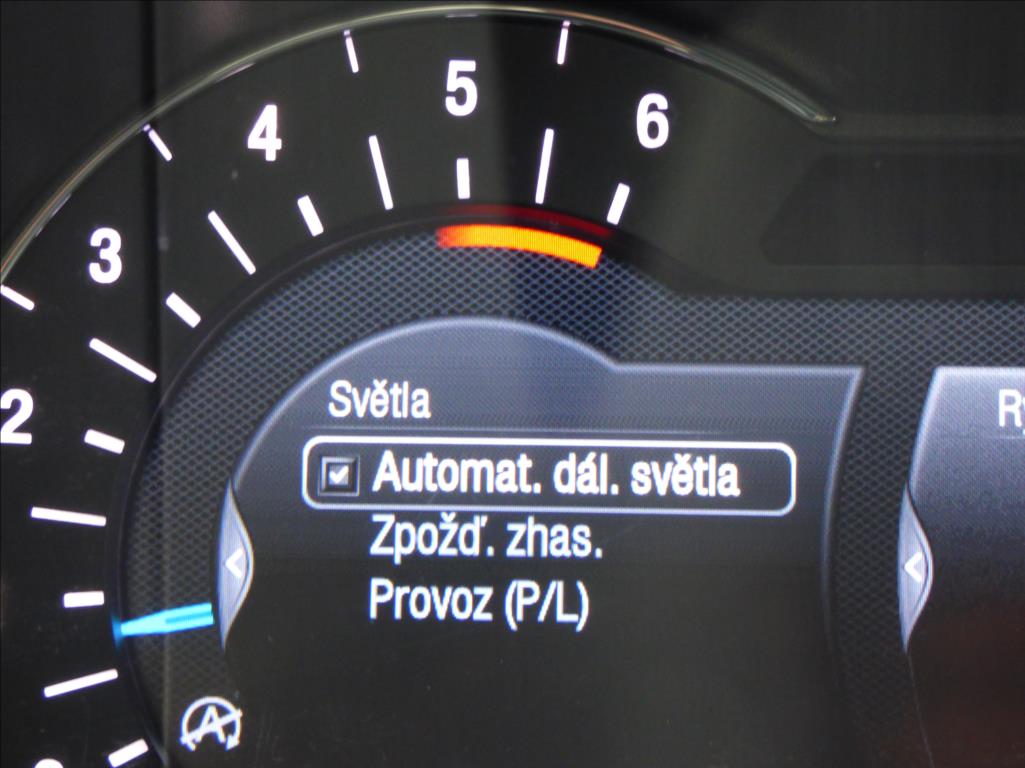 5
4
6
3
2
Světla
Automat. dál. světla
Zpožď. zhas.
Provoz (P/L)
A